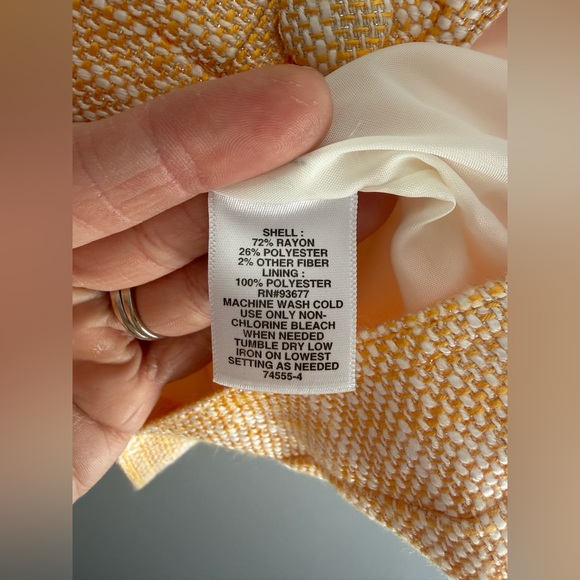 SHELL :
72% RAYON
26% POLYESTER
2% OTHER FIBER
LINING :
100% POLYESTER
RN#93677
MACHINE WASH COLD
USE ONLY NON-
CHLORINE BLEACH
WHEN NEEDED
TUMBLE DRY LOW
IRON ON LOWEST
SETTING AS NEEDED
74555-4